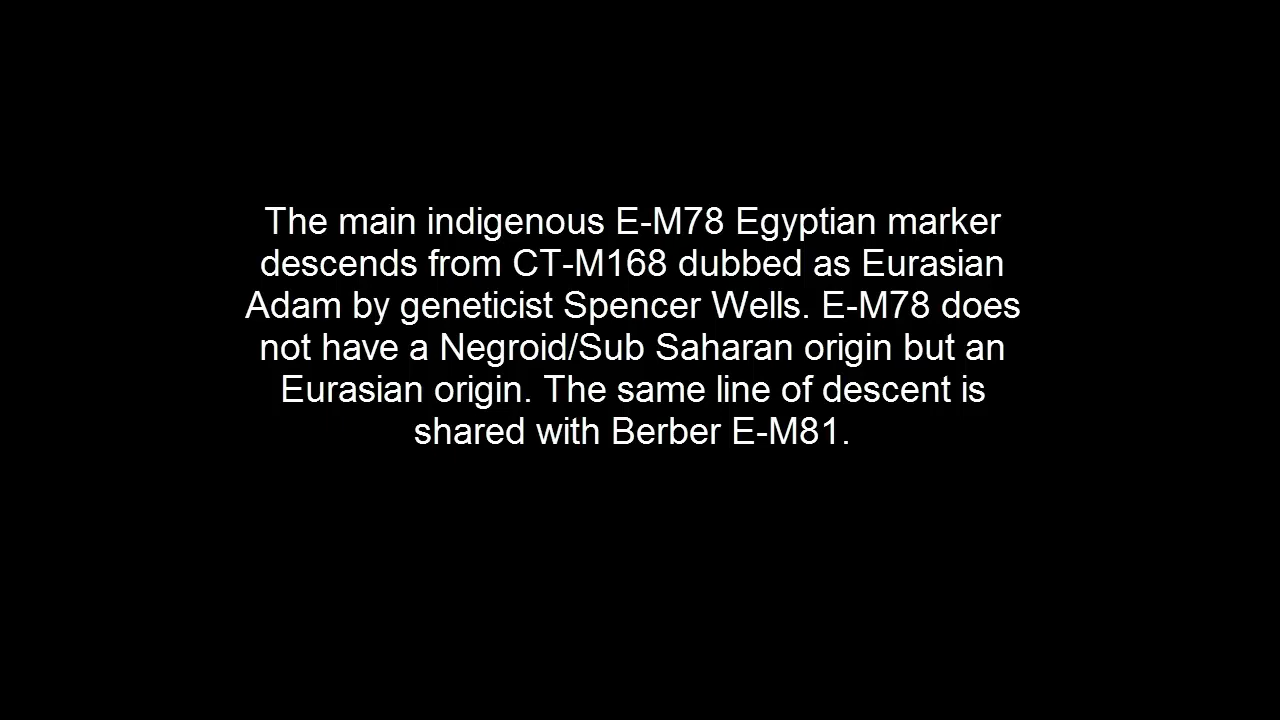 The main indigenous E-M78 Egyptian marker
descends from CT-M168 dubbed as Eurasian
Adam by geneticist Spencer Wells. E-M78 does
not have a Negroid/Sub Saharan origin but an
Eurasian origin. The same line of descent is
shared with Berber E-M81.